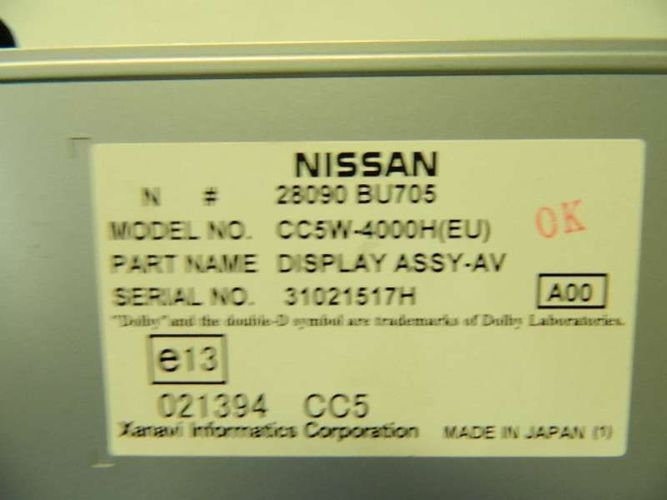 NISSAN
N # 28090 BU705
MODEL NO. CC5W-4000H(EU)
OK
PART NAME DISPLAY ASSY-AV
SERIAL NO. 31021517H
A00
"Dolby" and the double-D symbol are trademarks of Dolby Laboratories.
e13
021394 CC5
Xanavi Informatics Corporation MADE IN JAPAN (1)